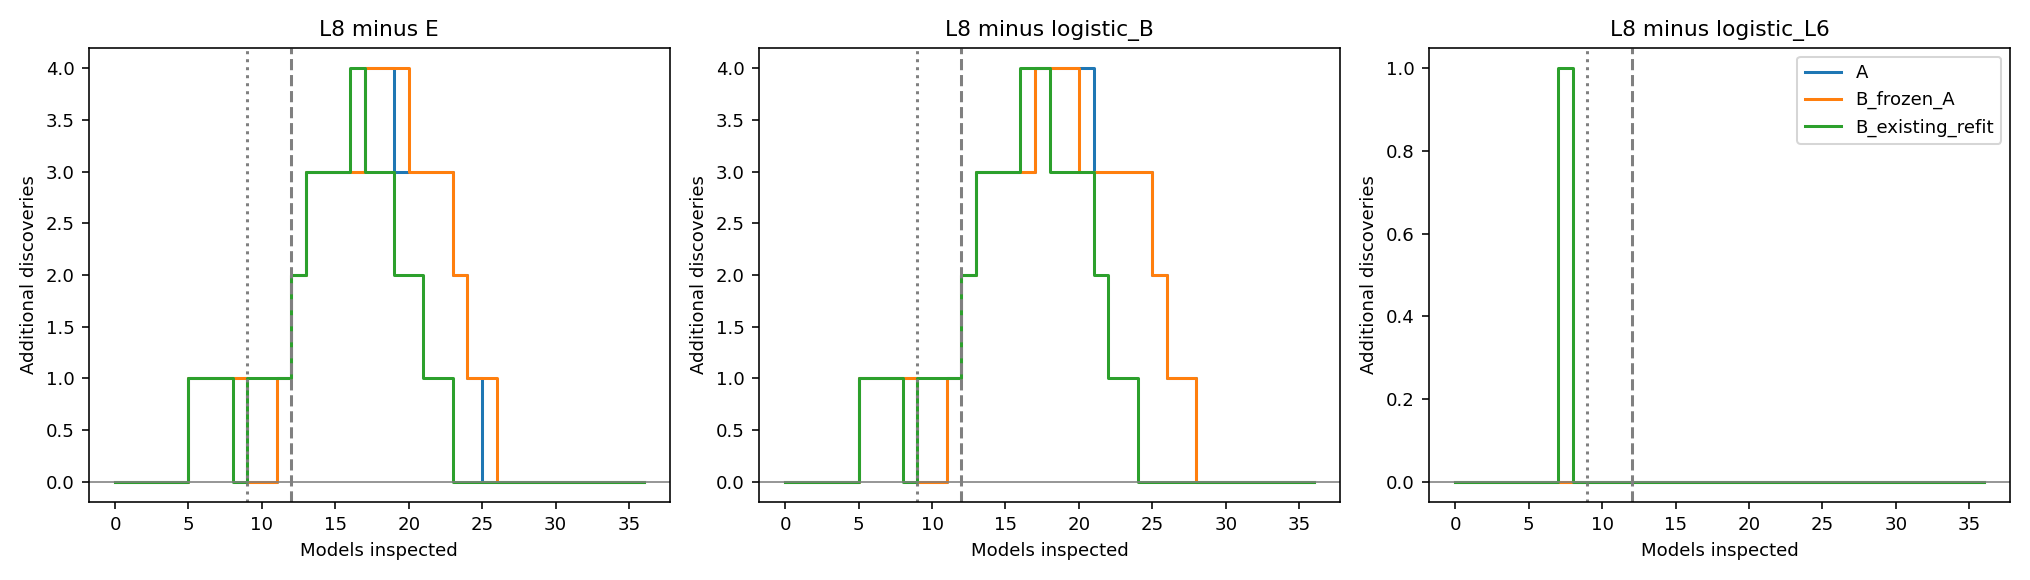 L8 minus E
4.0
3.5
3.0
2.5
2.0
1.5
1.0
0.5
0.0
Additional discoveries
0 5 10 15 20 25 30 35
Models inspected
L8 minus logistic_B
4.0
3.5
3.0
2.5
2.0
1.5
1.0
0.5
0.0
Additional discoveries
0 5 10 15 20 25 30 35
Models inspected
L8 minus logistic_L6
1.0
0.8
0.6
0.4
0.2
0.0
Additional discoveries
A
B_frozen_A
B_existing_refit
0 5 10 15 20 25 30 35
Models inspected